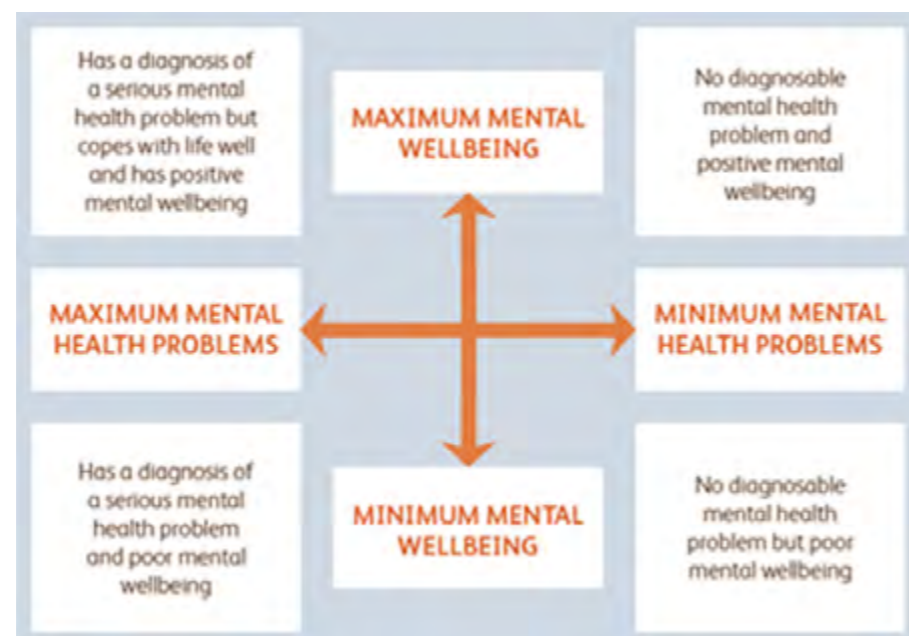 Has a diagnosis of
a serious mental
health problem but
copes with life well
and has positive
mental wellbeing
MAXIMUM MENTAL
WELLBEING
No diagnosable
mental health
problem and
positive mental
wellbeing
MAXIMUM MENTAL
HEALTH PROBLEMS
MINIMUM MENTAL
HEALTH PROBLEMS
Has a diagnosis of
a serious mental
health problem
and poor mental
wellbeing
MINIMUM MENTAL
WELLBEING
No diagnosable
mental health
problem but poor
mental wellbeing